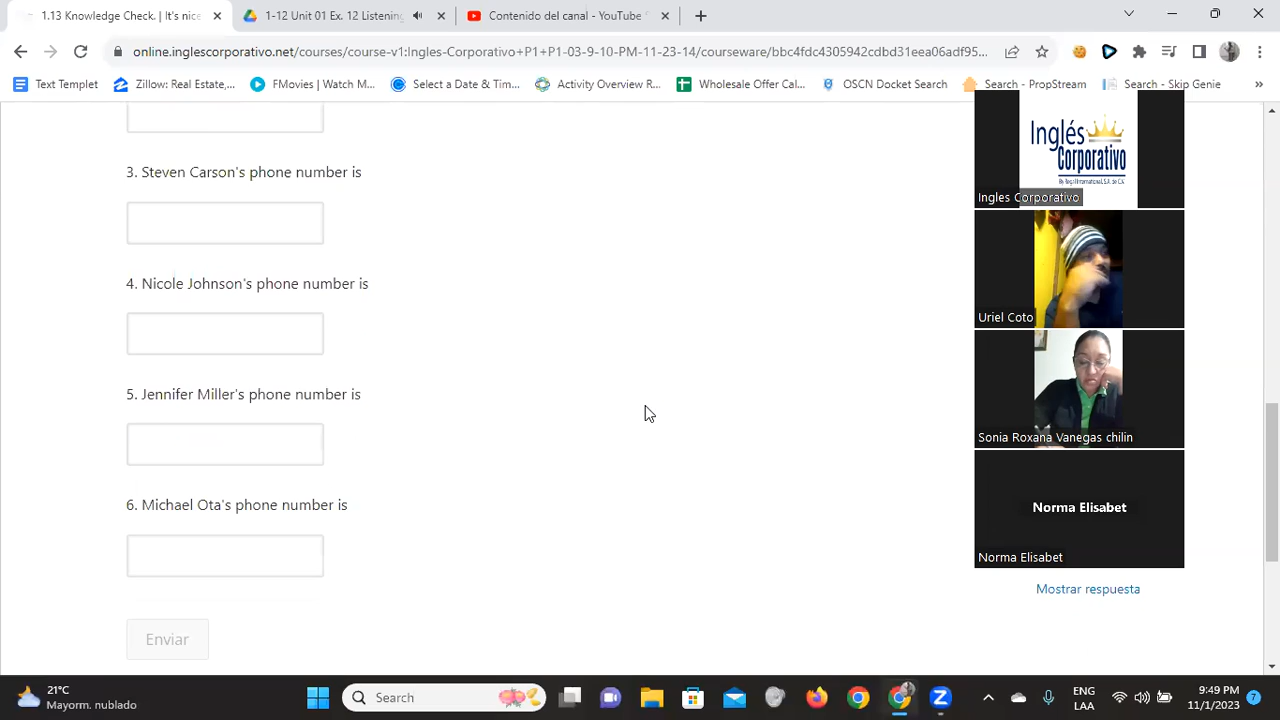 1.13 Knowledge Check. | It's nice
1-12 Unit 01 Ex. 12 Listening
Contenido del canal - YouTube
online.inglescorporativo.net/courses/course-v1:Ingles-Corporativo+P1+P1-03-9-10-PM-11-23-14/courseware/bbc4fdc4305942cdbd31eea06adf95...
Text Templet
Zillow: Real Estate,...
FMovies | Watch M...
Select a Date & Tim...
Activity Overview R...
Wholesale Offer Cal...
OSCN Docket Search
Search - PropStream
Search - Skip Genie
3. Steven Carson's phone number is
4. Nicole Johnson's phone number is
5. Jennifer Miller's phone number is
6. Michael Ota's phone number is
Enviar
Mostrar respuesta
Inglés
Corporativo
Ingles Corporativo
Uriel Coto
Sonia Roxana Vanegas chilin
Norma Elisabet
Norma Elisabet
21°C
Mayorm. nublado
Search
ENG
LAA
9:49 PM
11/1/2023
7